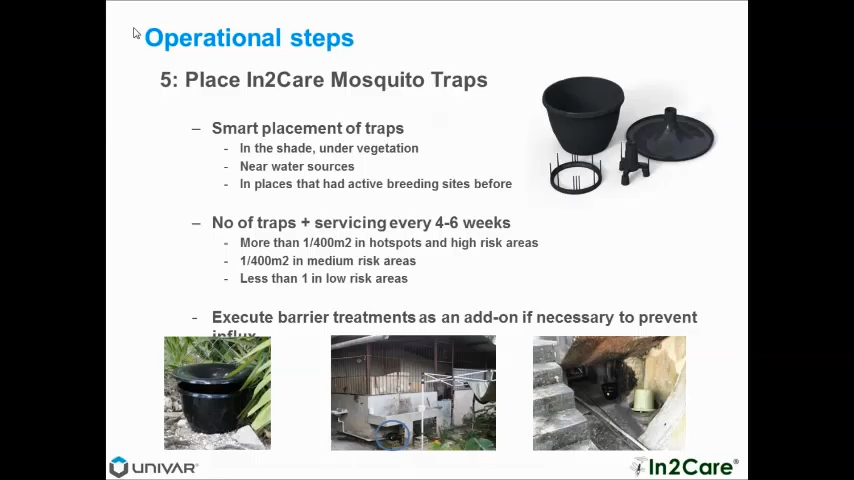 Operational steps
5: Place In2Care Mosquito Traps
– Smart placement of traps
- In the shade, under vegetation
- Near water sources
- In places that had active breeding sites before
– No of traps + servicing every 4-6 weeks
- More than 1/400m2 in hotspots and high risk areas
- 1/400m2 in medium risk areas
- Less than 1 in low risk areas
- Execute barrier treatments as an add-on if necessary to prevent
influx
UNIVAR®
In2Care®